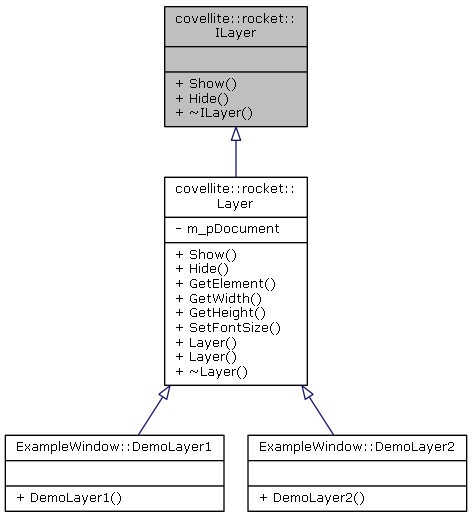 covellite::rocket::
ILayer
+ Show()
+ Hide()
+ ~ILayer()
covellite::rocket::
Layer
- m_pDocument
+ Show()
+ Hide()
+ GetElement()
+ GetWidth()
+ GetHeight()
+ SetFontSize()
+ Layer()
+ Layer()
+ ~Layer()
ExampleWindow::DemoLayer1
+ DemoLayer1()
ExampleWindow::DemoLayer2
+ DemoLayer2()